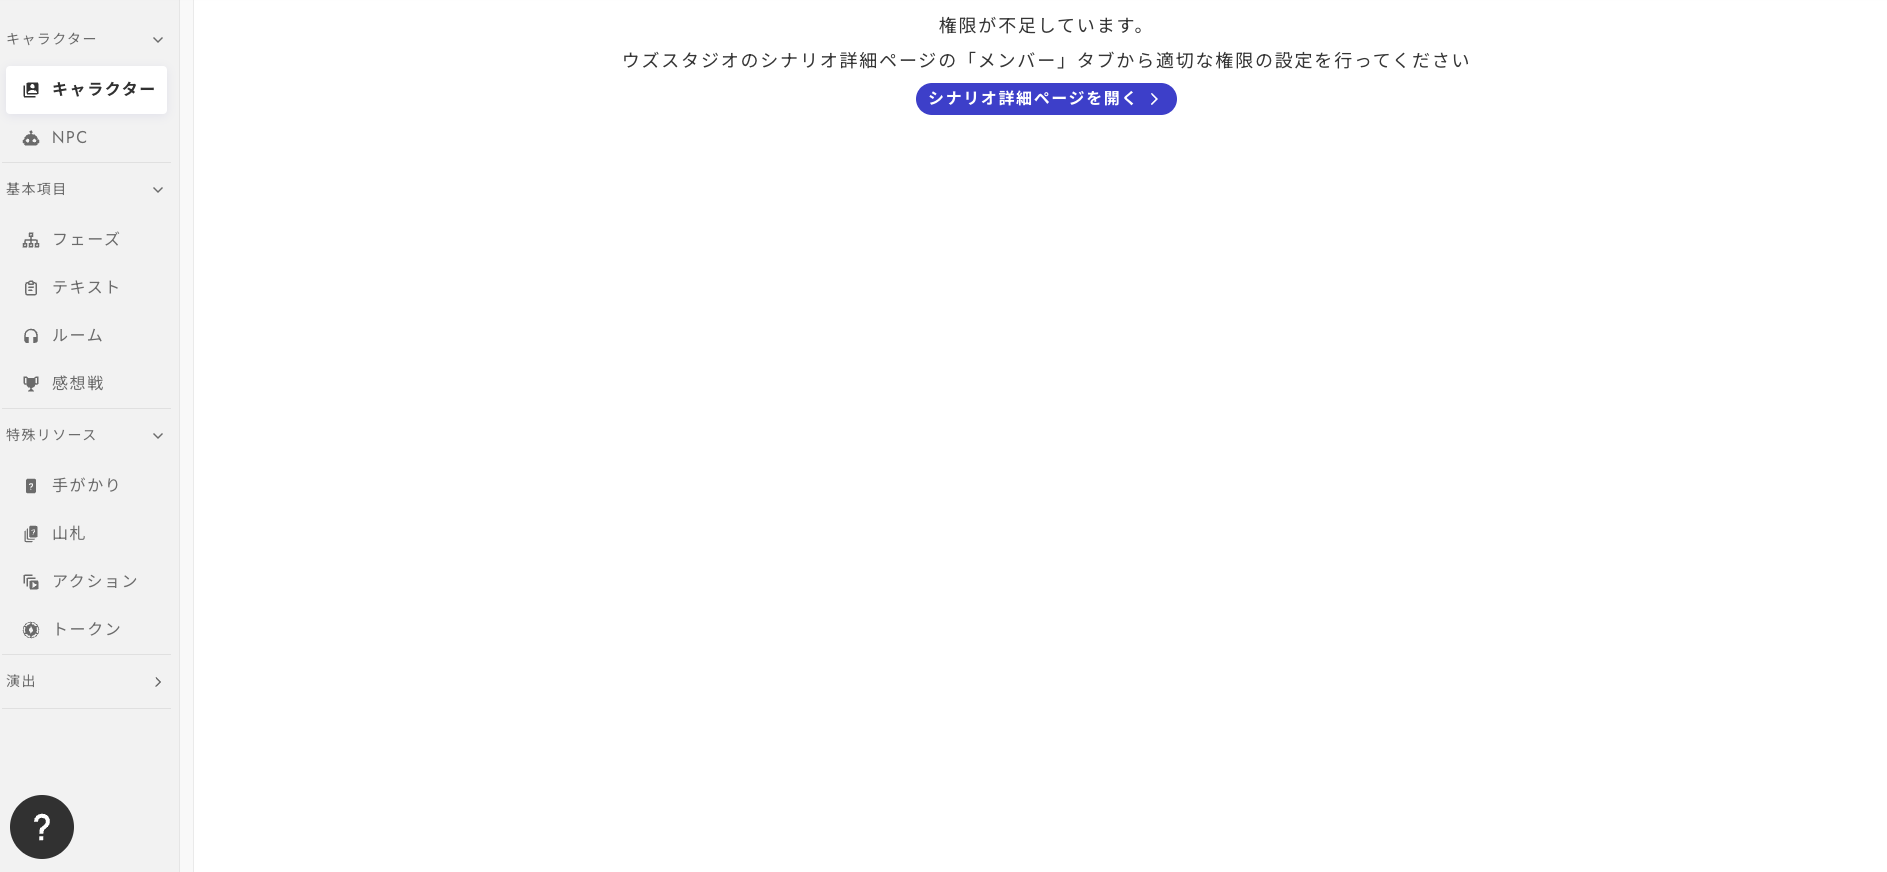 キャラクター
キャラクター
NPC
基本項目
フェーズ
テキスト
ルーム
感想戦
特殊リソース
手がかり
山札
アクション
トークン
演出
?
権限が不足しています。
ウズスタジオのシナリオ詳細ページの「メンバー」タブから適切な権限の設定を行ってください
シナリオ詳細ページを開く